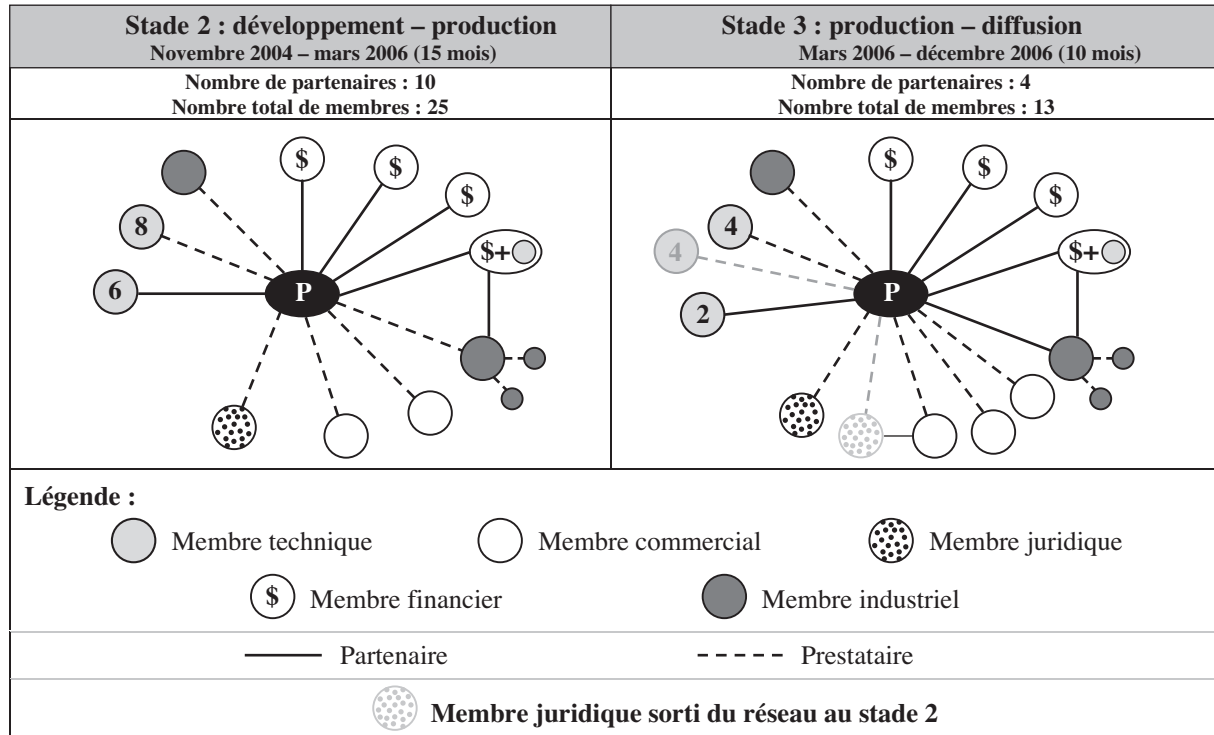 Stade 2 : développement – production
Novembre 2004 – mars 2006 (15 mois)
Nombre de partenaires : 10
Nombre total de membres : 25
$
$
$
8
$+
6
P
Stade 3 : production – diffusion
Mars 2006 – décembre 2006 (10 mois)
Nombre de partenaires : 4
Nombre total de membres : 13
$
$
$
4
4
$+
P
2
Légende :
Membre technique
Membre commercial
Membre juridique
$ Membre financier
Membre industriel
Partenaire
Prestataire
Membre juridique sorti du réseau au stade 2